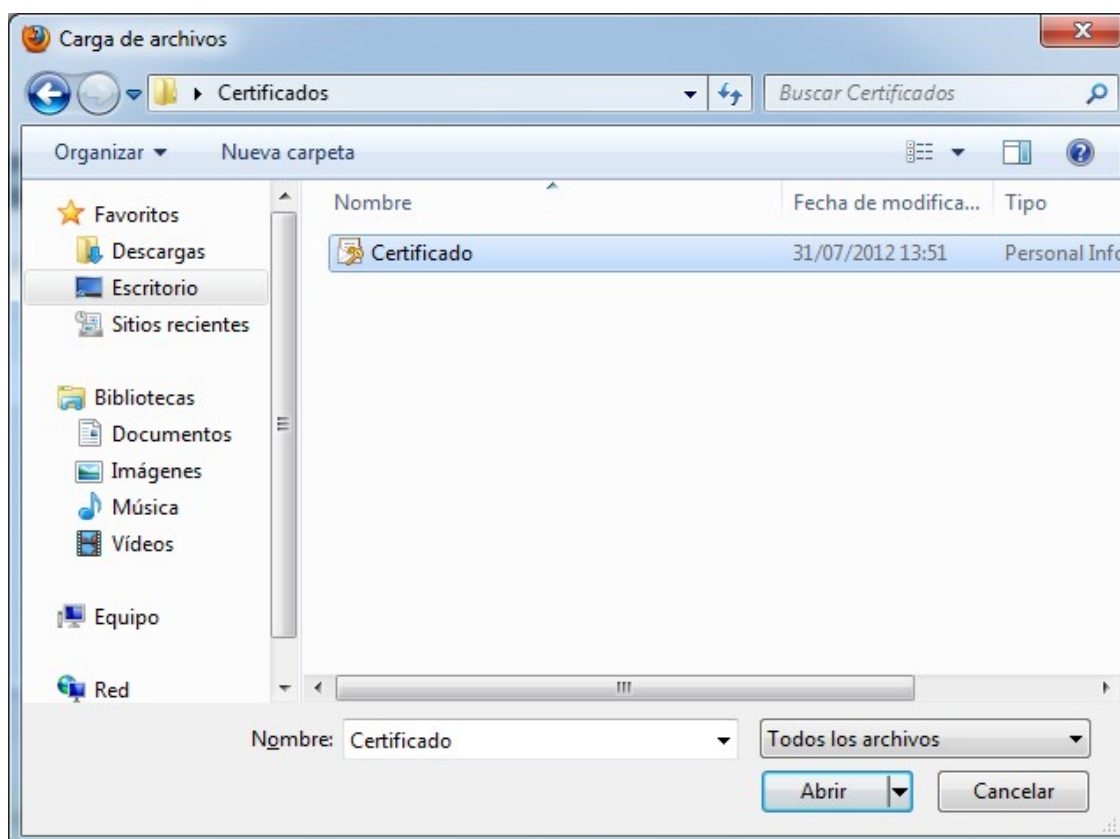 Carga de archivos
Certificados
Buscar Certificados
Organizar
Nueva carpeta
Favoritos
Descargas
Escritorio
Sitios recientes
Bibliotecas
Documentos
Imágenes
Música
Vídeos
Equipo
Red
Nombre
Fecha de modifica...
Tipo
Certificado
31/07/2012 13:51
Personal Info
Nombre:
Certificado
Todos los archivos
Abrir
Cancelar